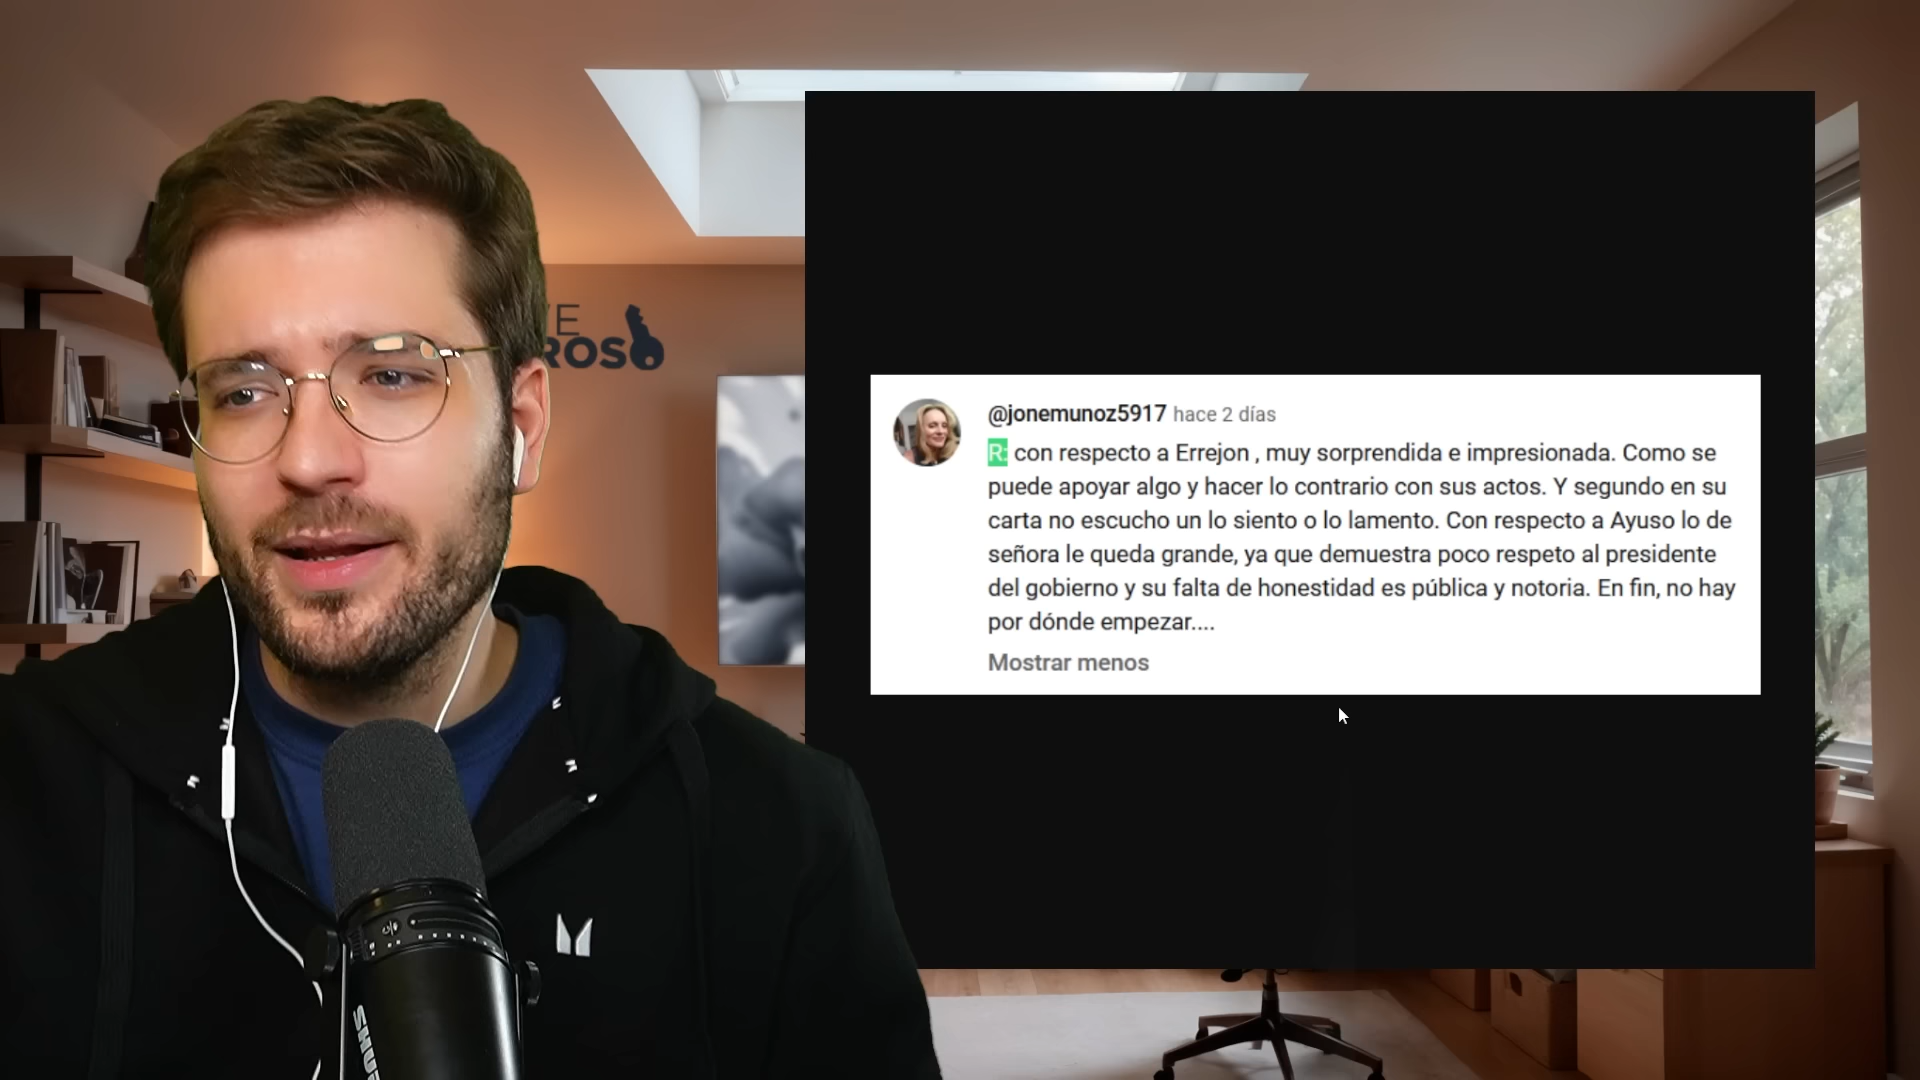 VE
ROS
@jonemunoz5917 hace 2 días
R: con respecto a Errejon , muy sorprendida e impresionada. Como se
puede apoyar algo y hacer lo contrario con sus actos. Y segundo en su
carta no escucho un lo siento o lo lamento. Con respecto a Ayuso lo de
señora le queda grande, ya que demuestra poco respeto al presidente
del gobierno y su falta de honestidad es pública y notoria. En fin, no hay
por dónde empezar....
Mostrar menos
SHU